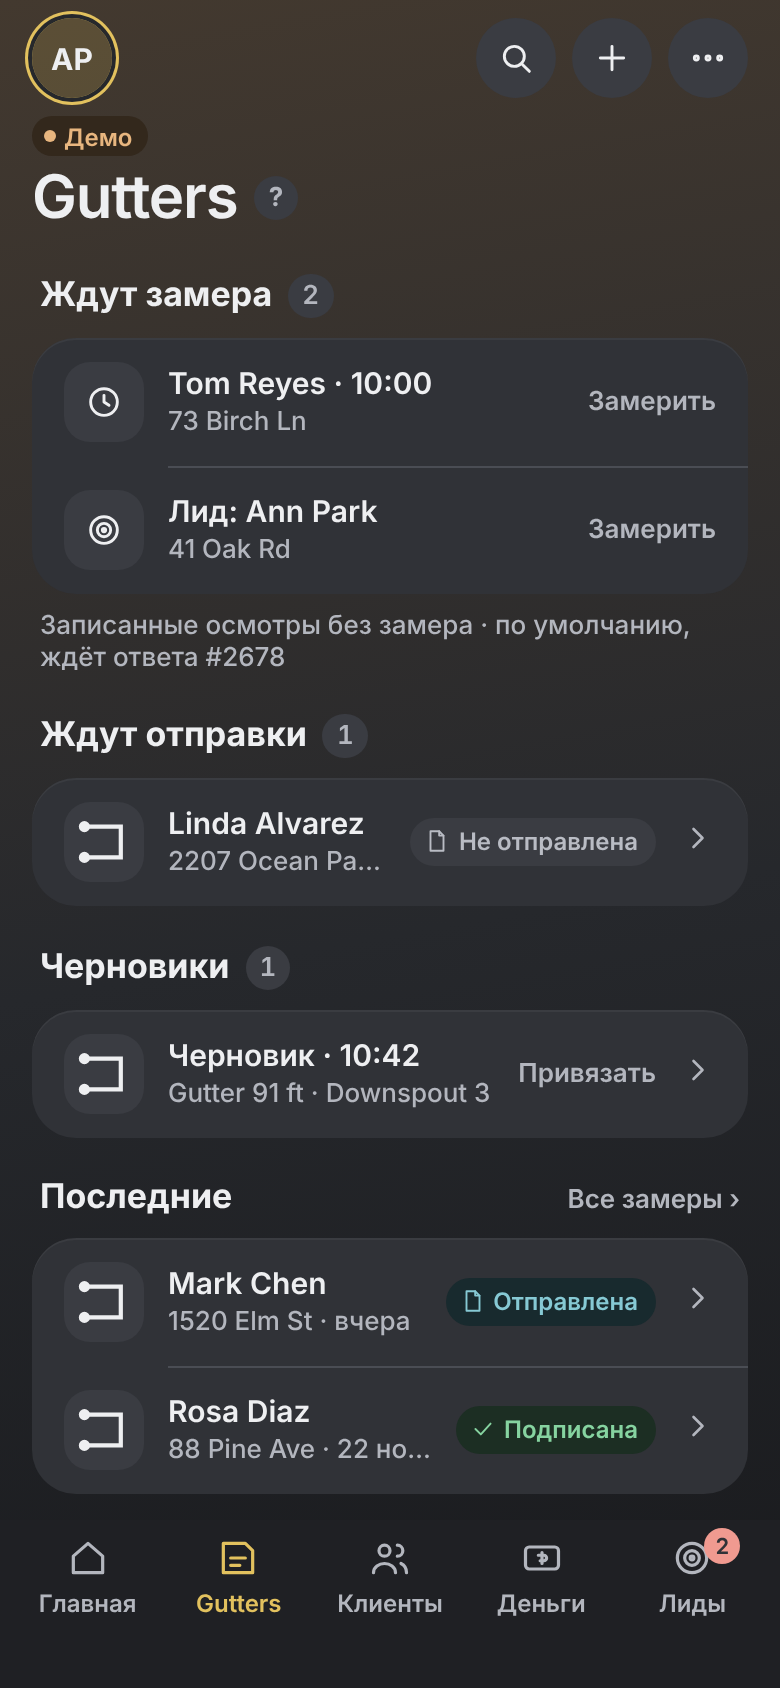 AP
Демо
Gutters ?
Ждут замера 2
Tom Reyes · 10:00
73 Birch Ln
Замерить
Лид: Ann Park
41 Oak Rd
Замерить
Записанные осмотры без замера · по умолчанию,
ждёт ответа #2678
Ждут отправки 1
Linda Alvarez
2207 Ocean Pa...
Не отправлена
Черновики 1
Черновик · 10:42
Gutter 91 ft · Downspout 3
Привязать
Последние
Все замеры ›
Mark Chen
1520 Elm St · вчера
Отправлена
Rosa Diaz
88 Pine Ave · 22 но...
Подписана
Главная
Gutters
Клиенты
Деньги
2
Лиды